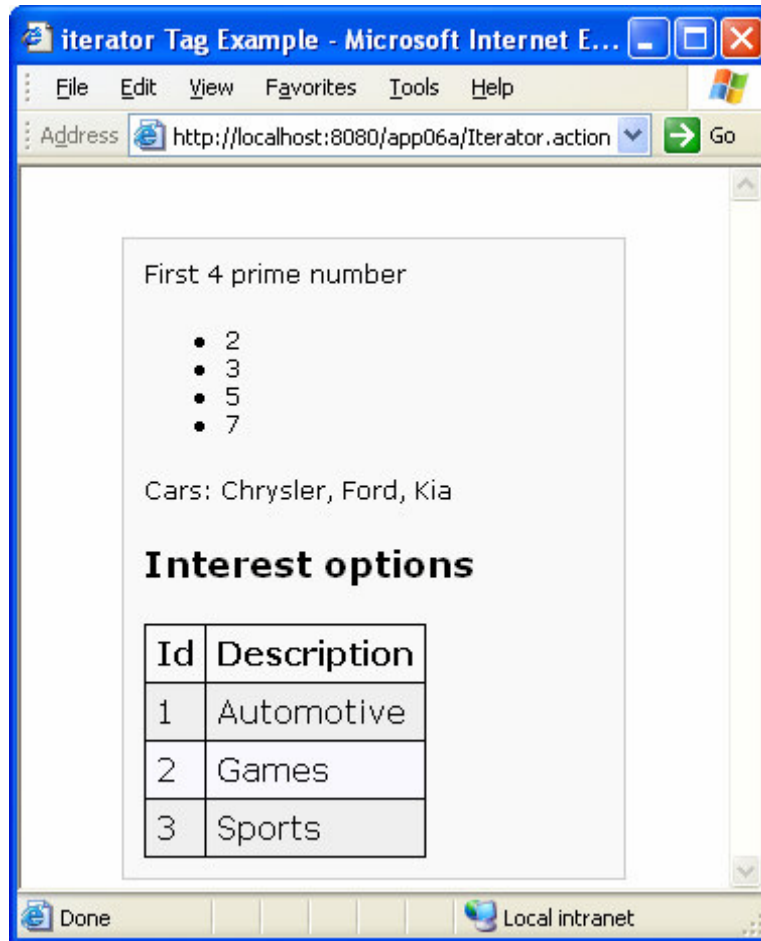 iterator Tag Example - Microsoft Internet E...
File Edit View Favorites Tools Help
Address http://localhost:8080/app06a/Iterator.action Go
First 4 prime number
2
3
5
7
Cars: Chrysler, Ford, Kia
Interest options
Id Description
1 Automotive
2 Games
3 Sports
Done Local intranet